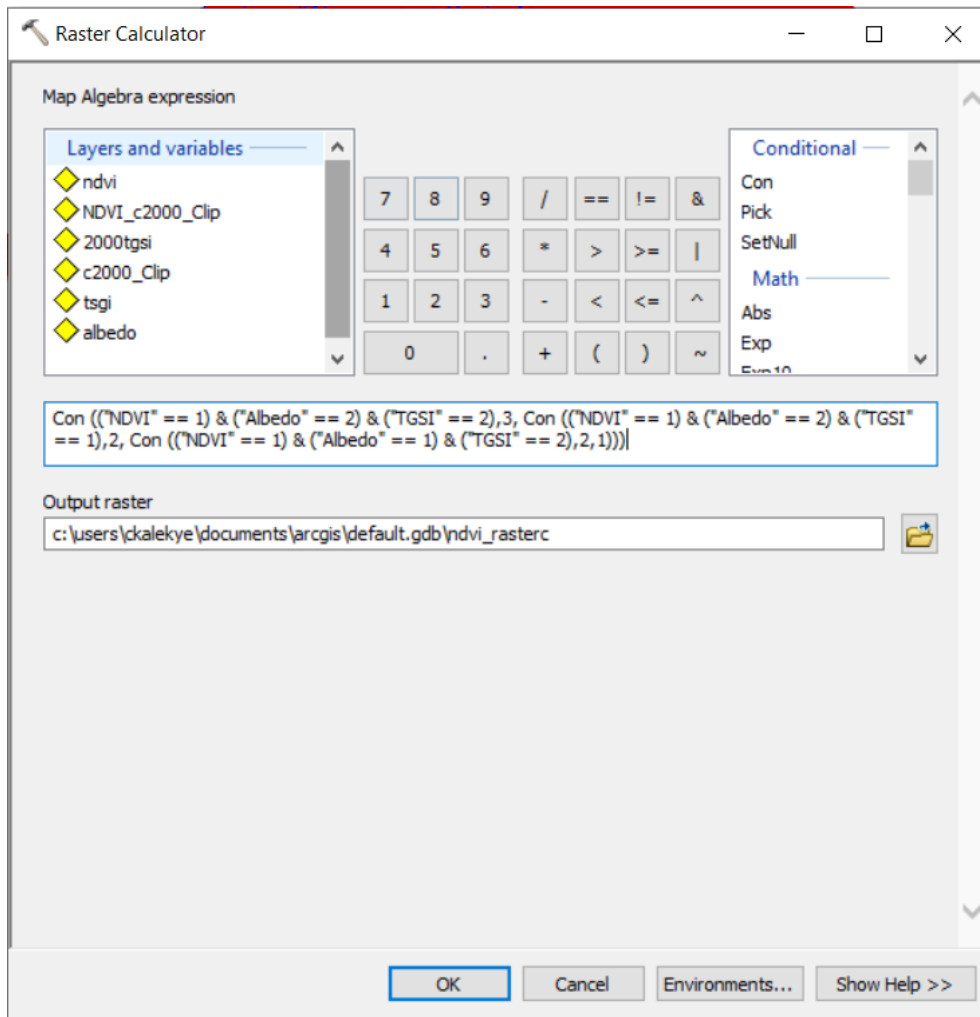 Raster Calculator
Map Algebra expression
Layers and variables
ndvi
NDVI_c2000_Clip
2000tgsi
c2000_Clip
tsgi
albedo
7 8 9 / == != &
4 5 6 * > >= |
1 2 3 - < <= ^
0 . + ( ) ~
Conditional
Con
Pick
SetNull
Math
Abs
Exp
Exp10
Con (("NDVI" == 1) & ("Albedo" == 2) & ("TGSI" == 2),3, Con (("NDVI" == 1) & ("Albedo" == 2) & ("TGSI"
== 1),2, Con (("NDVI" == 1) & ("Albedo" == 1) & ("TGSI" == 2),2,1)))
Output raster
c:\users\ckalekye\documents\arcgis\default.gdb\ndvi_rasterc
OK Cancel Environments... Show Help >>